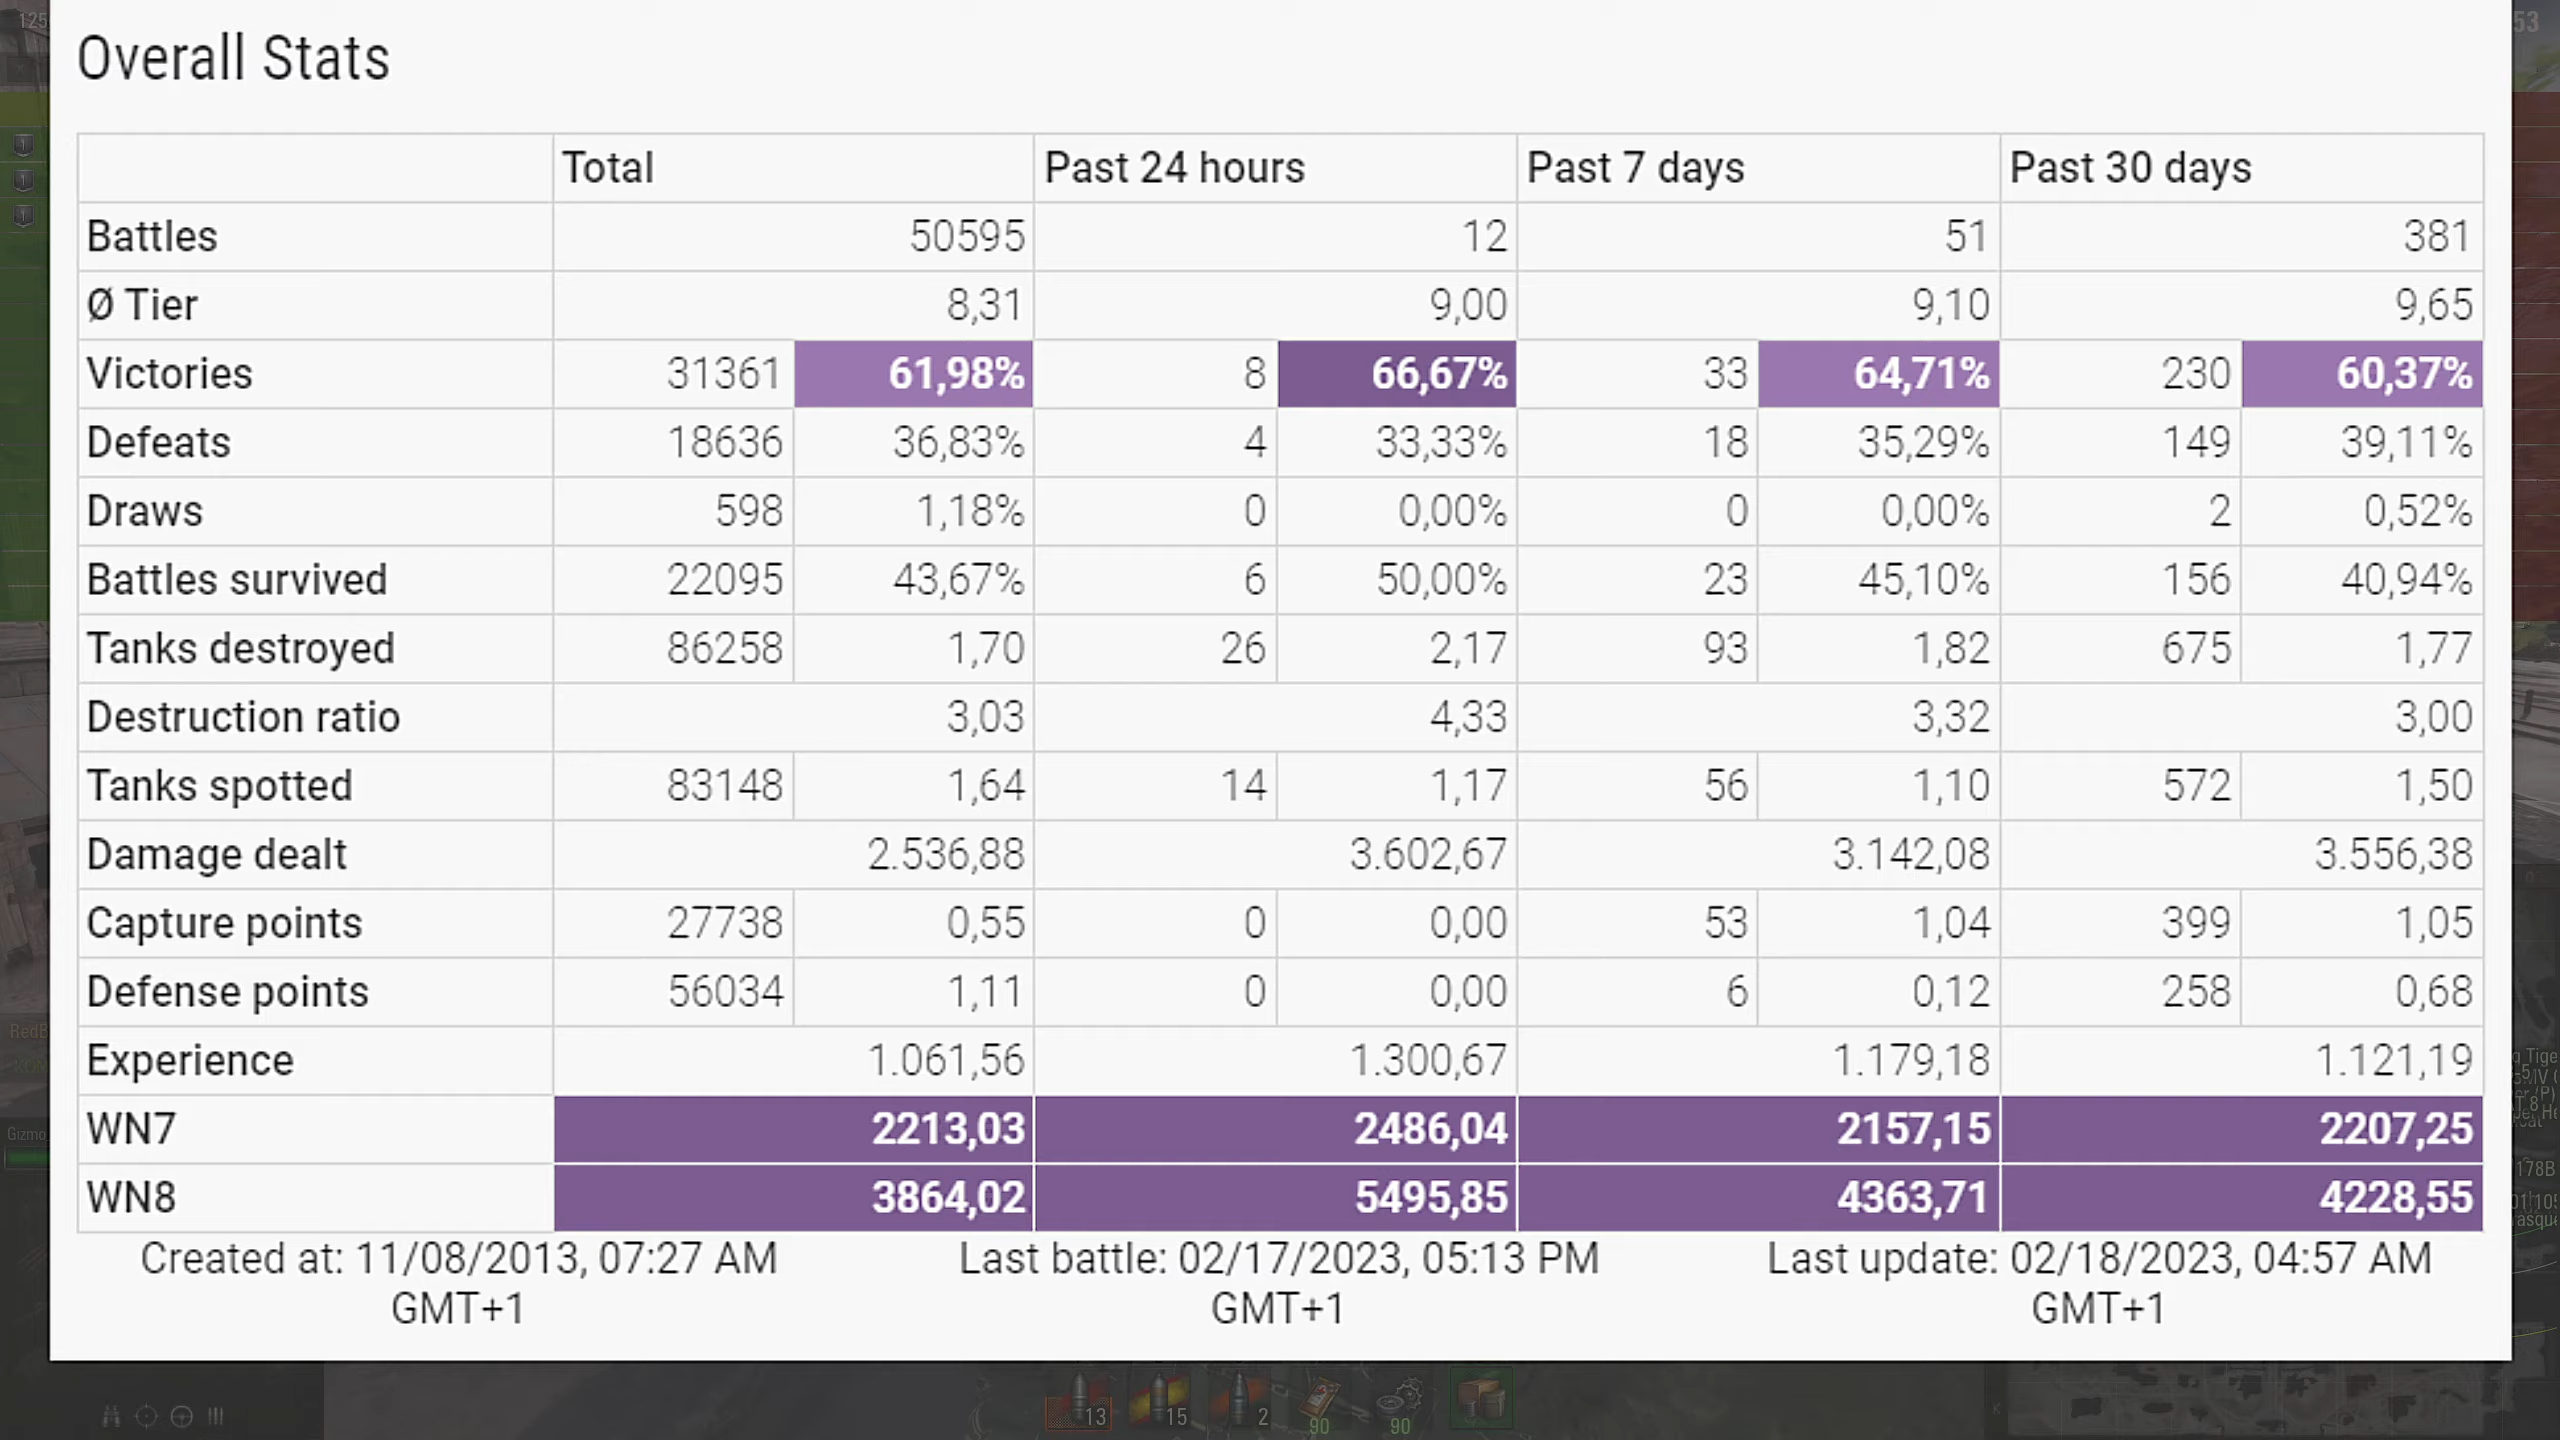 Overall Stats
Total Past 24 hours Past 7 days Past 30 days
Battles 50595 12 51 381
Ø Tier 8,31 9,00 9,10 9,65
Victories 31361 61,98% 8 66,67% 33 64,71% 230 60,37%
Defeats 18636 36,83% 4 33,33% 18 35,29% 149 39,11%
Draws 598 1,18% 0 0,00% 0 0,00% 2 0,52%
Battles survived 22095 43,67% 6 50,00% 23 45,10% 156 40,94%
Tanks destroyed 86258 1,70 26 2,17 93 1,82 675 1,77
Destruction ratio 3,03 4,33 3,32 3,00
Tanks spotted 83148 1,64 14 1,17 56 1,10 572 1,50
Damage dealt 2.536,88 3.602,67 3.142,08 3.556,38
Capture points 27738 0,55 0 0,00 53 1,04 399 1,05
Defense points 56034 1,11 0 0,00 6 0,12 258 0,68
Experience 1.061,56 1.300,67 1.179,18 1.121,19
WN7 2213,03 2486,04 2157,15 2207,25
WN8 3864,02 5495,85 4363,71 4228,55
Created at: 11/08/2013, 07:27 AM GMT+1
Last battle: 02/17/2023, 05:13 PM GMT+1
Last update: 02/18/2023, 04:57 AM GMT+1
13 15 2 90 90